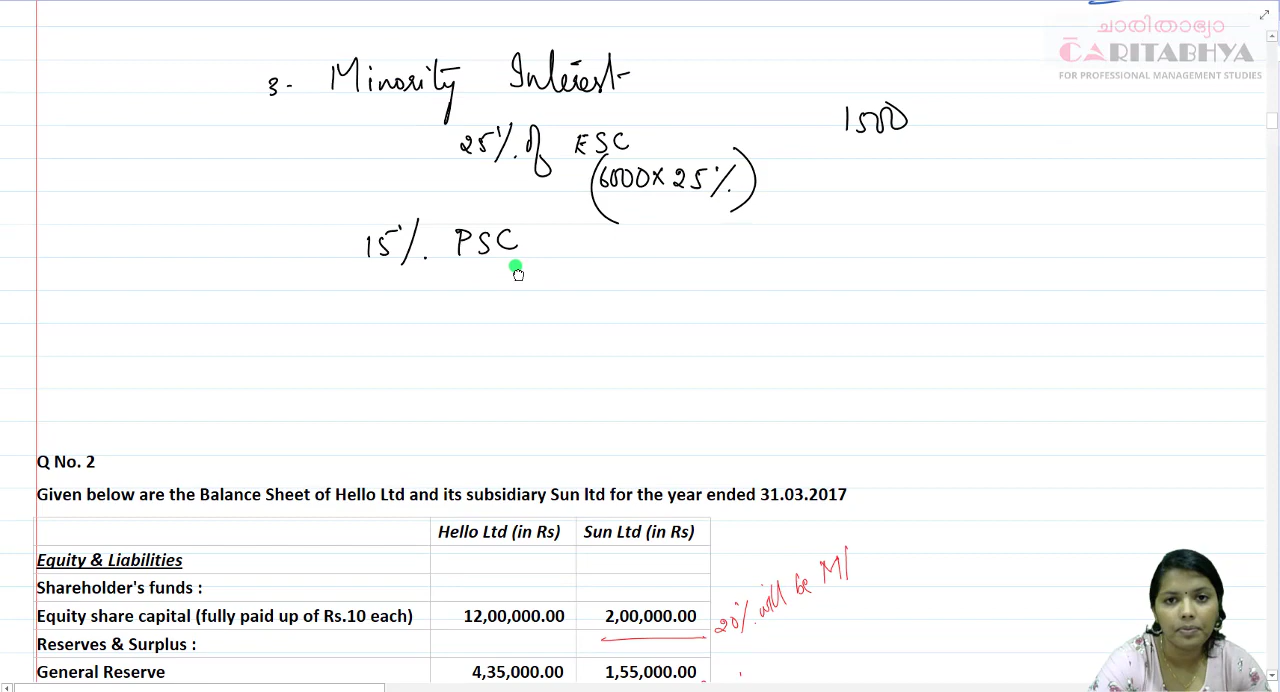 ചാരിതാഭ്യാ
CARITABHYA
FOR PROFESSIONAL MANAGEMENT STUDIES
3. Minority Interest
25% of ESC 1500
(6000 x 25%)
15% PSC
Q No. 2
Given below are the Balance Sheet of Hello Ltd and its subsidiary Sun ltd for the year ended 31.03.2017
Hello Ltd (in Rs) Sun Ltd (in Rs)
Equity & Liabilities
Shareholder's funds :
Equity share capital (fully paid up of Rs.10 each) 12,00,000.00 2,00,000.00 20% will be MI
Reserves & Surplus :
General Reserve 4,35,000.00 1,55,000.00